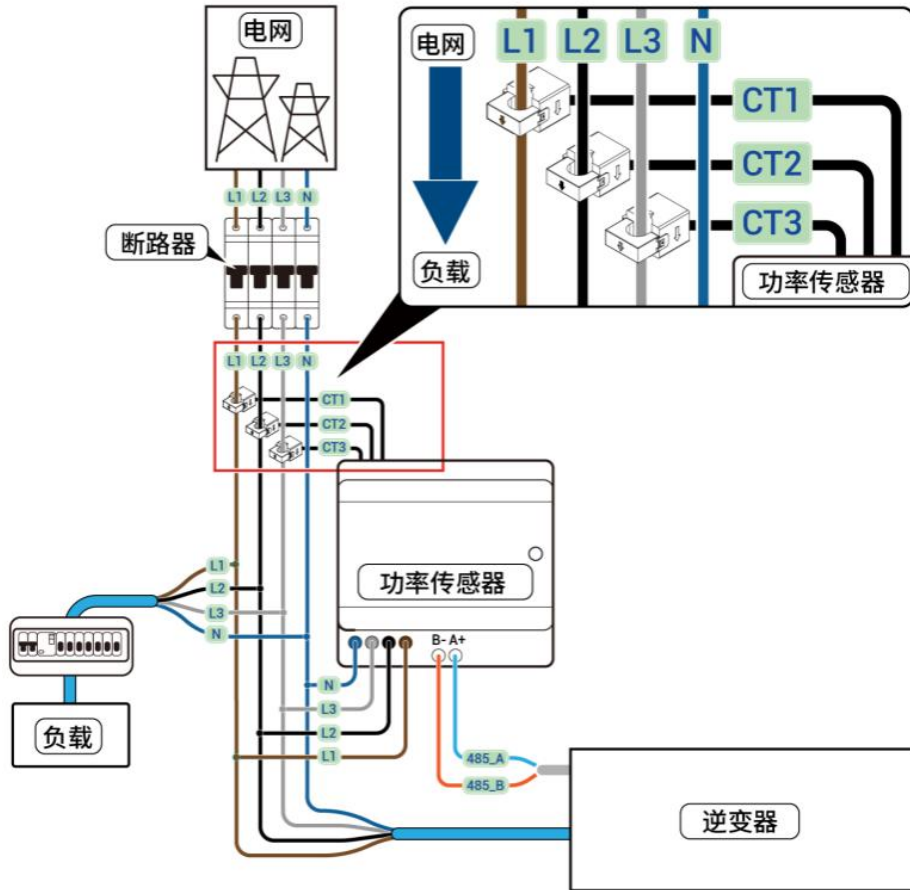 电网
L1 L2 L3 N
断路器
L1 L2 L3 N
CT1
CT2
CT3
电网
L1 L2 L3 N
CT1
CT2
CT3
负载
功率传感器
功率传感器
B- A+
L1
L2
L3
N
负载
N
L3
L2
L1
485_A
485_B
逆变器